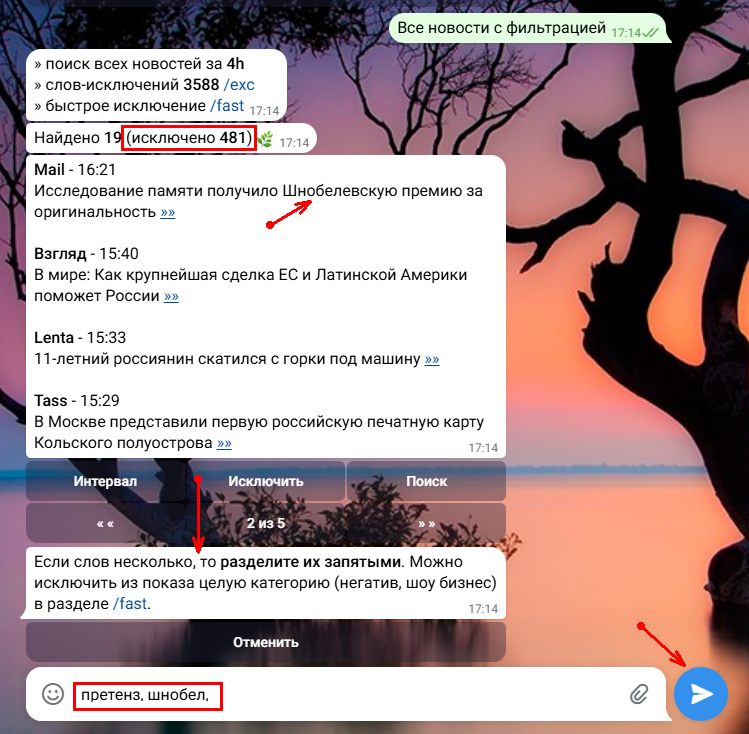 Все новости с фильтрацией 17:14
» поиск всех новостей за 4h
» слов-исключений 3588 /exc
» быстрое исключение /fast 17:14
Найдено 19 (исключено 481) 🌿 17:14
Mail - 16:21
Исследование памяти получило Шнобелевскую премию за
оригинальность »»
Взгляд - 15:40
В мире: Как крупнейшая сделка ЕС и Латинской Америки
поможет России »»
Lenta - 15:33
11-летний россиянин скатился с горки под машину »»
Tass - 15:29
В Москве представили первую российскую печатную карту
Кольского полуострова »» 17:14
Интервал Исключить Поиск
« « 2 из 5 » »
Если слов несколько, то разделите их запятыми. Можно
исключить из показа целую категорию (негатив, шоу бизнес)
в разделе /fast. 17:14
Отменить
претенз, шнобел,